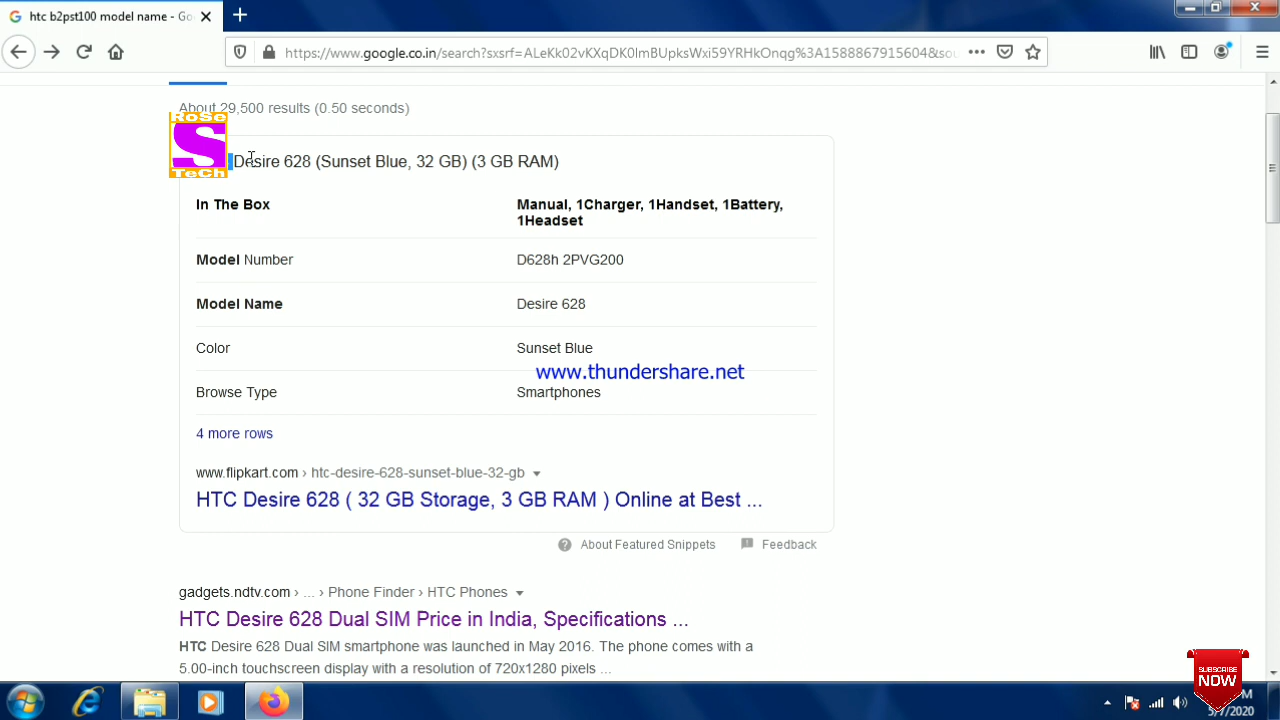 htc b2pst100 model name - Go
https://www.google.co.in/search?sxsrf=ALeKk02vKXqDK0lmBUpksWxi59YRHkOnqg%3A1588867915604&sou
About 29,500 results (0.50 seconds)
RoSe
S
TeCh
Desire 628 (Sunset Blue, 32 GB) (3 GB RAM)
In The Box Manual, 1Charger, 1Handset, 1Battery,
1Headset
Model Number D628h 2PVG200
Model Name Desire 628
Color Sunset Blue
www.thundershare.net
Browse Type Smartphones
4 more rows
www.flipkart.com › htc-desire-628-sunset-blue-32-gb
HTC Desire 628 ( 32 GB Storage, 3 GB RAM ) Online at Best ...
About Featured Snippets Feedback
gadgets.ndtv.com › ... › Phone Finder › HTC Phones
HTC Desire 628 Dual SIM Price in India, Specifications ...
HTC Desire 628 Dual SIM smartphone was launched in May 2016. The phone comes with a
5.00-inch touchscreen display with a resolution of 720x1280 pixels ...
SUBSCRIBE
NOW
5/7/2020